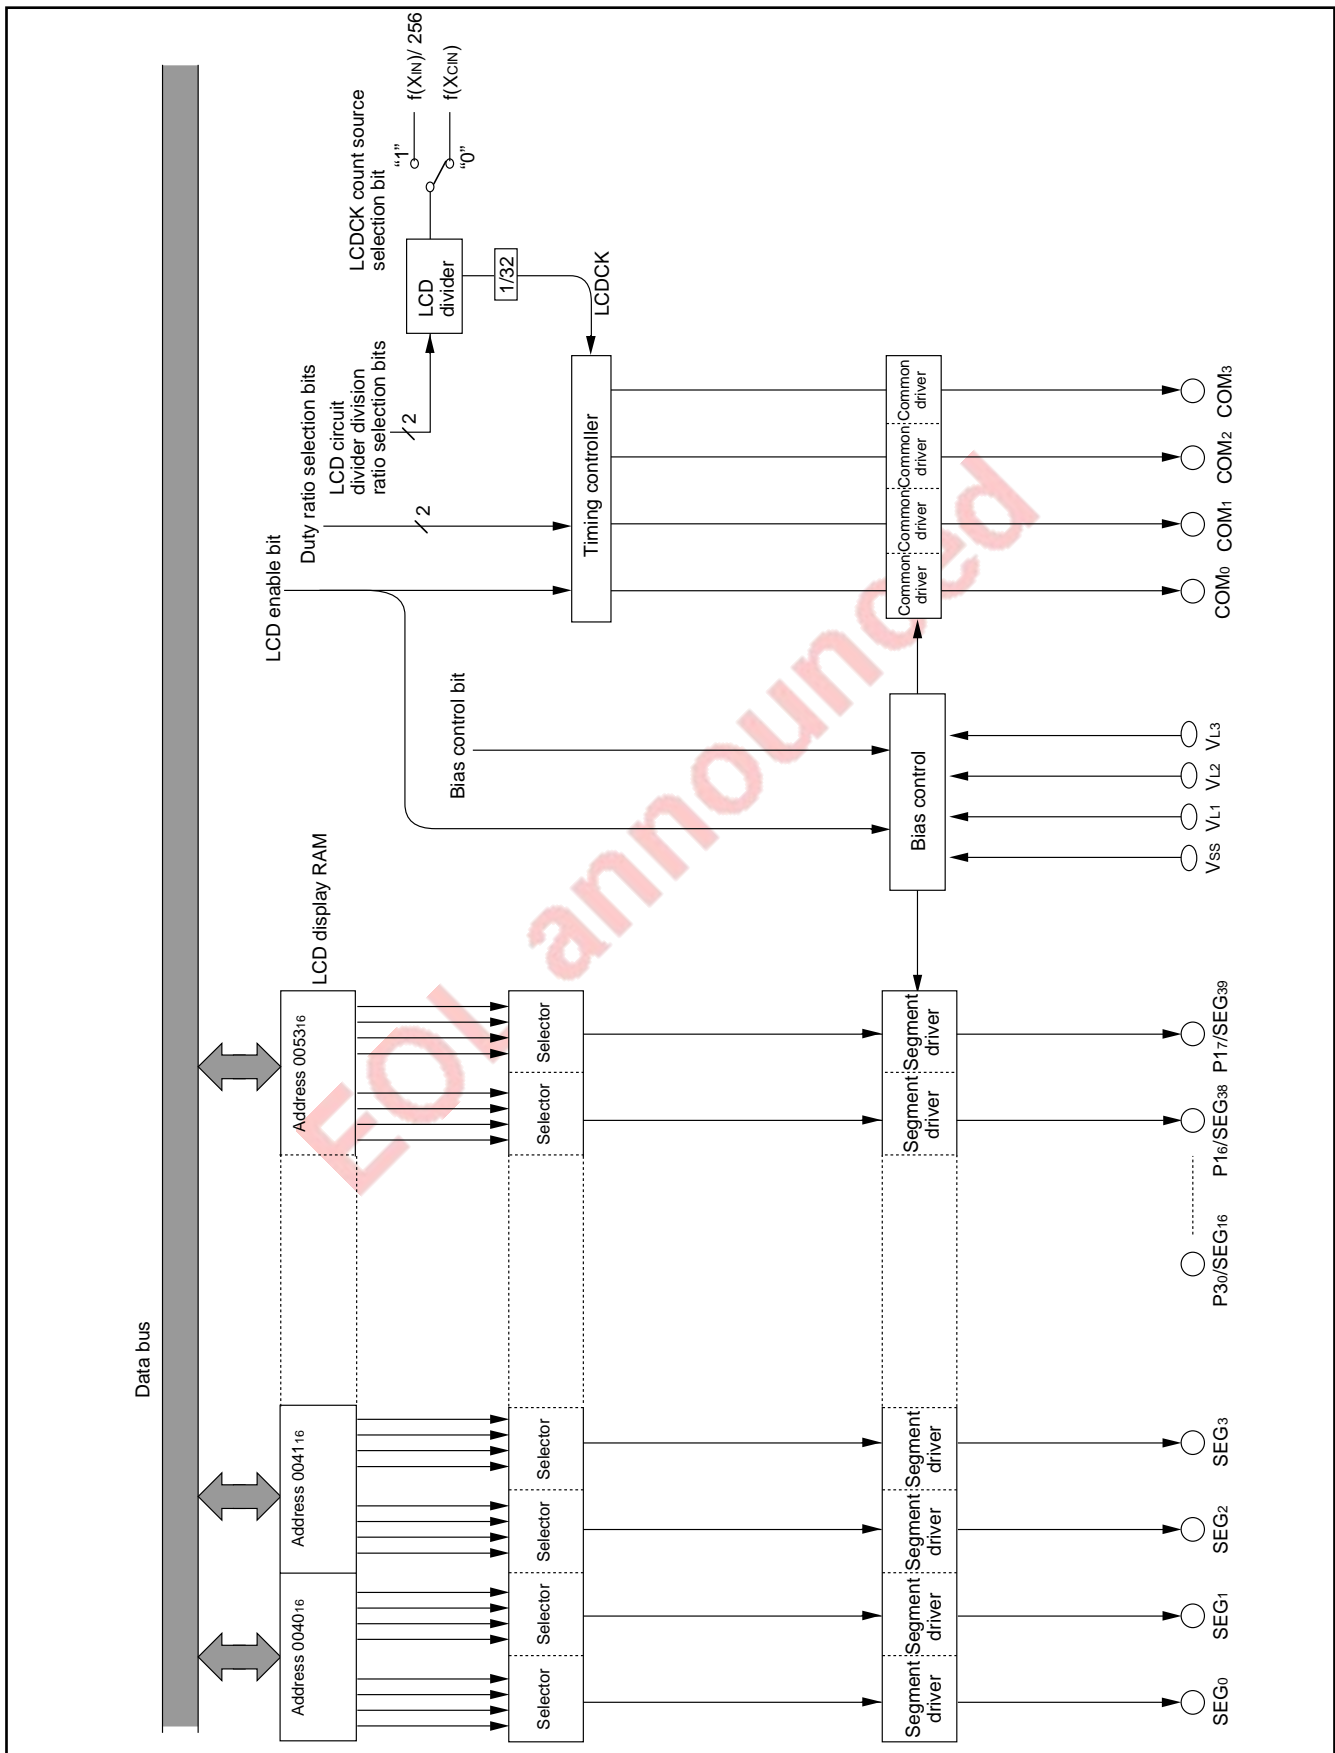 Data bus
LCD display RAM
Address 004016
Address 004116
Address 005316
Selector
Selector
Selector
Selector
Selector
Selector
Segment
driver
Segment
driver
Segment
driver
Segment
driver
Segment
driver
Segment
driver
SEG0
SEG1
SEG2
SEG3
P30/SEG16
P16/SEG38
P17/SEG39
LCD enable bit
Duty ratio selection bits
2
LCD circuit
divider division
ratio selection bits
2
LCDCK count source
selection bit
"1"
"0"
f(XIN)/ 256
f(XCIN)
LCD
divider
1/32
LCDCK
Timing controller
Bias control bit
Bias control
VSS
VL1
VL2
VL3
Common
driver
Common
driver
Common
driver
Common
driver
COM0
COM1
COM2
COM3
EOL announced